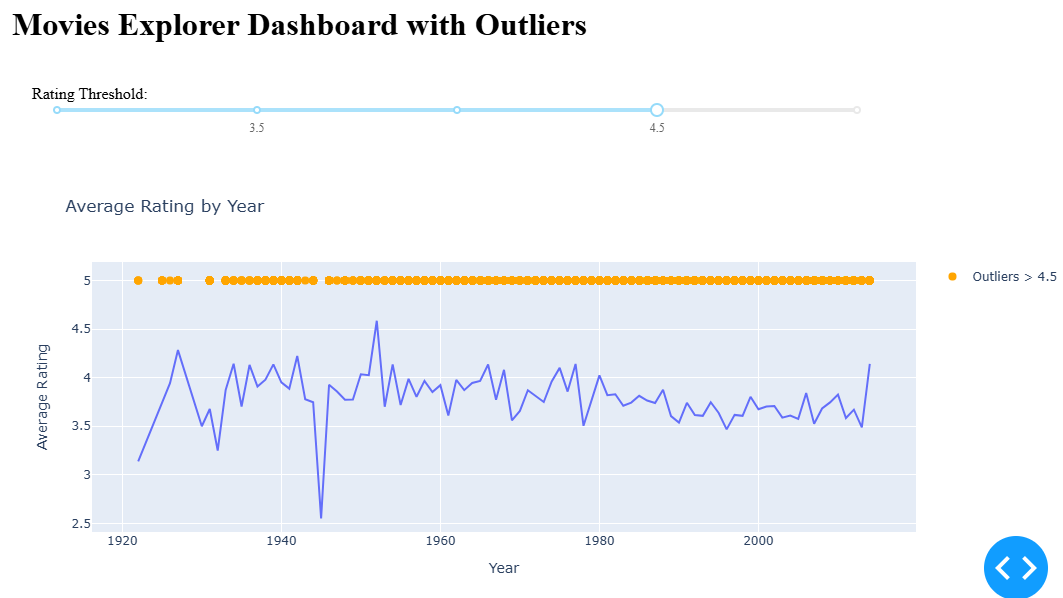 Movies Explorer Dashboard with Outliers
Rating Threshold:
3.5 4.5
Average Rating by Year
Outliers > 4.5
Average Rating
5
4.5
4
3.5
3
2.5
1920 1940 1960 1980 2000
Year